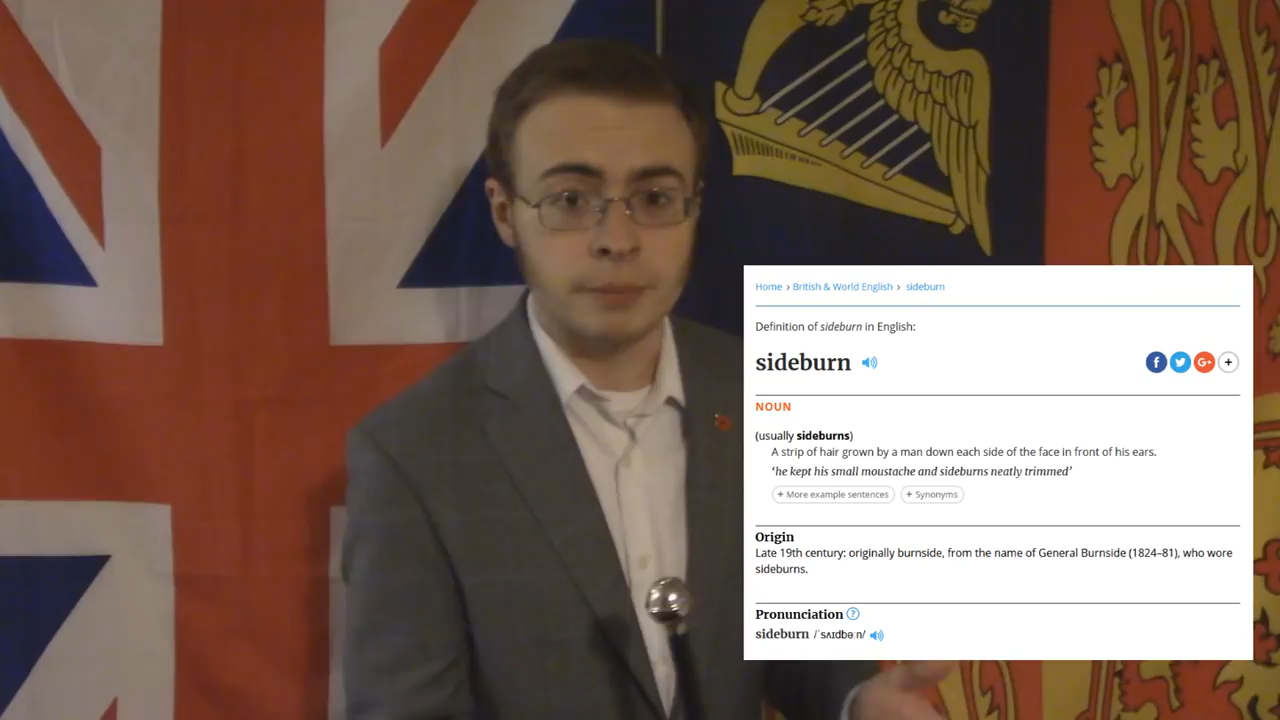 Home › British & World English › sideburn
Definition of sideburn in English:
sideburn
NOUN
(usually sideburns)
A strip of hair grown by a man down each side of the face in front of his ears.
‘he kept his small moustache and sideburns neatly trimmed’
+ More example sentences + Synonyms
Origin
Late 19th century: originally burnside, from the name of General Burnside (1824–81), who wore
sideburns.
Pronunciation ?
sideburn /ˈsʌɪdbəːn/